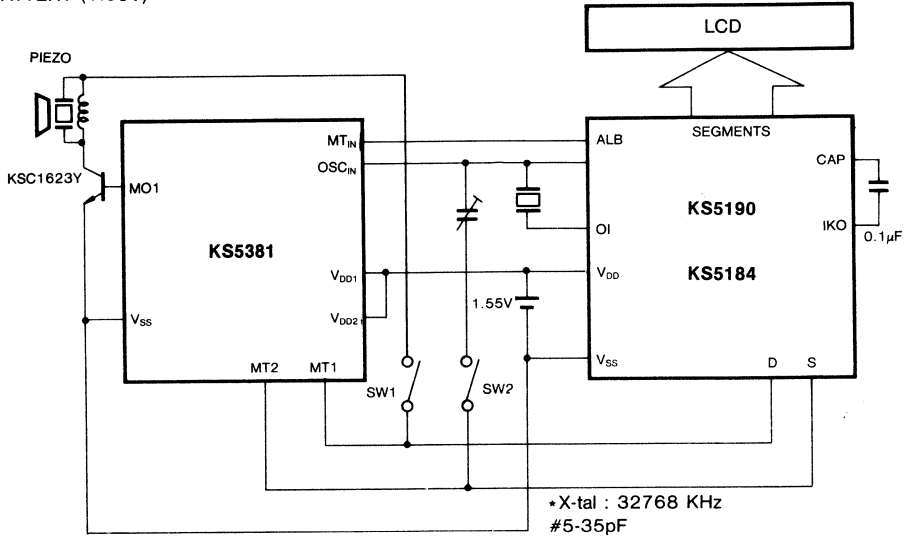 LCD
PIEZO
KSC1623Y
MO1
KS5381
MT_IN
OSC_IN
V_DD1
V_DD2
V_SS
MT2
MT1
SW1
SW2
1.55V
ALB
SEGMENTS
CAP
OI
KS5190
KS5184
IKO
0.1μF
V_DD
V_SS
D
S
*X-tal : 32768 KHz
#5-35pF